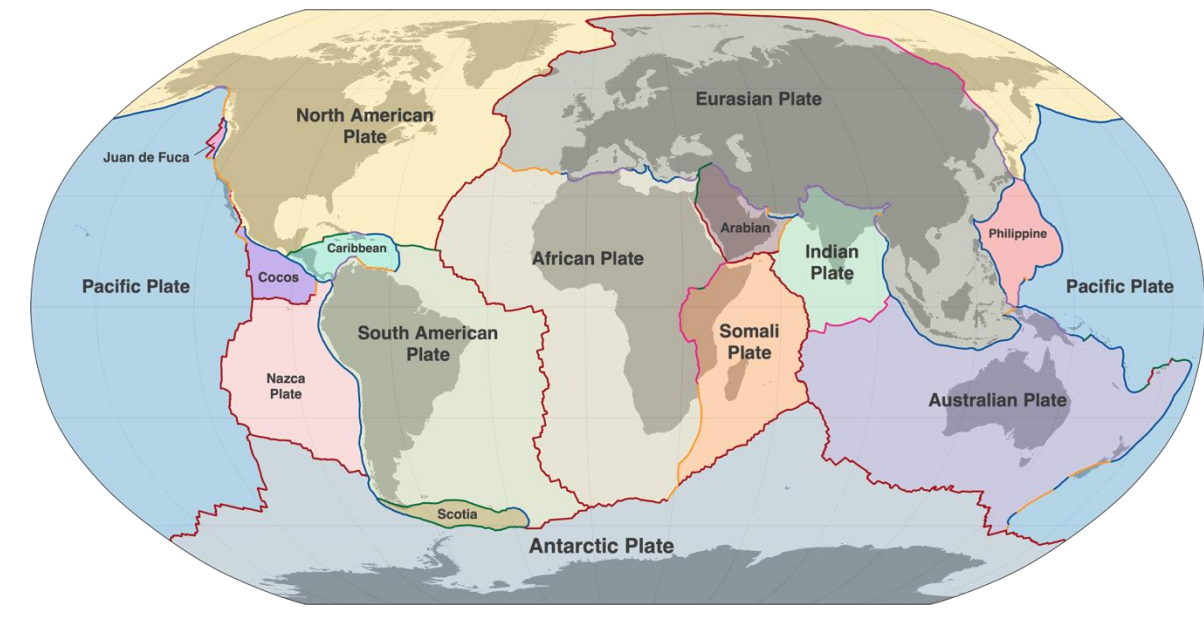 North American
Plate
Eurasian Plate
Juan de Fuca
Caribbean
Arabian
Philippine
Cocos
African Plate
Indian
Plate
Pacific Plate
Pacific Plate
South American
Plate
Somali
Plate
Nazca
Plate
Australian Plate
Scotia
Antarctic Plate